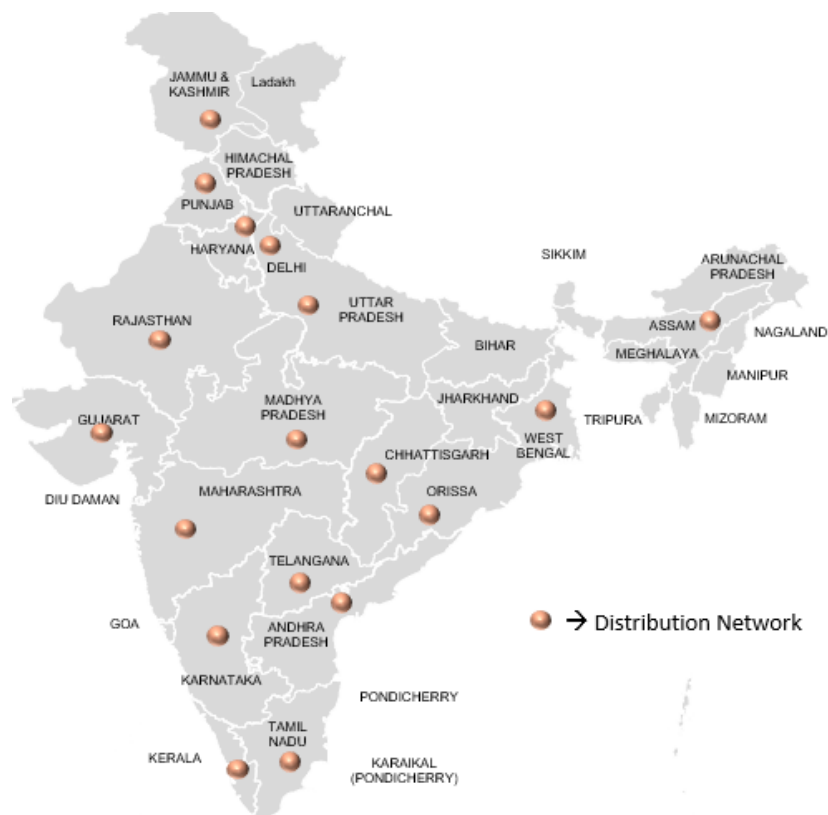 JAMMU &
KASHMIR
Ladakh
HIMACHAL
PRADESH
PUNJAB
UTTARANCHAL
HARYANA
DELHI
SIKKIM
ARUNACHAL
PRADESH
RAJASTHAN
UTTAR
PRADESH
ASSAM
NAGALAND
BIHAR
MEGHALAYA
MANIPUR
GUJARAT
MADHYA
PRADESH
JHARKHAND
WEST
BENGAL
TRIPURA
MIZORAM
CHHATTISGARH
DIU DAMAN
MAHARASHTRA
ORISSA
TELANGANA
GOA
ANDHRA
PRADESH
→ Distribution Network
KARNATAKA
PONDICHERRY
TAMIL
NADU
KERALA
KARAIKAL
(PONDICHERRY)